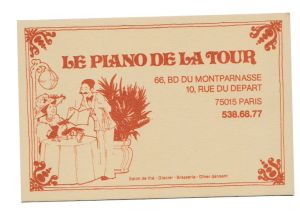 LE PIANO DE LA TOUR
66, BD DU MONTPARNASSE
10, RUE DU DEPART
75015 PARIS
538.68.77
Salon de thé - Glacier - Brasserie - Dîner dansant